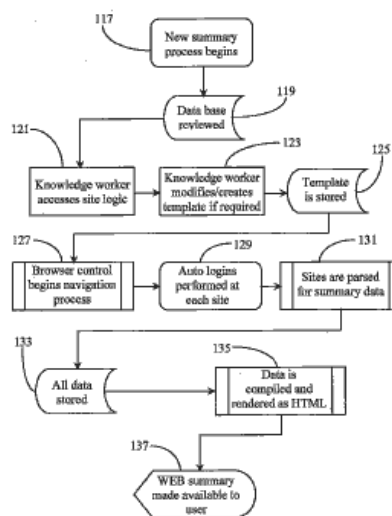 117
New summary
process begins
119
Data base
reviewed
121
Knowledge worker
accesses site logic
123
Knowledge worker
modifies/creates
template if required
125
Template
is stored
127
Browser control
begins navigation
process
129
Auto logins
performed at
each site
131
Sites are parsed
for summary data
133
All data
stored
135
Data is
compiled and
rendered as HTML
137
WEB summary
made available to
user